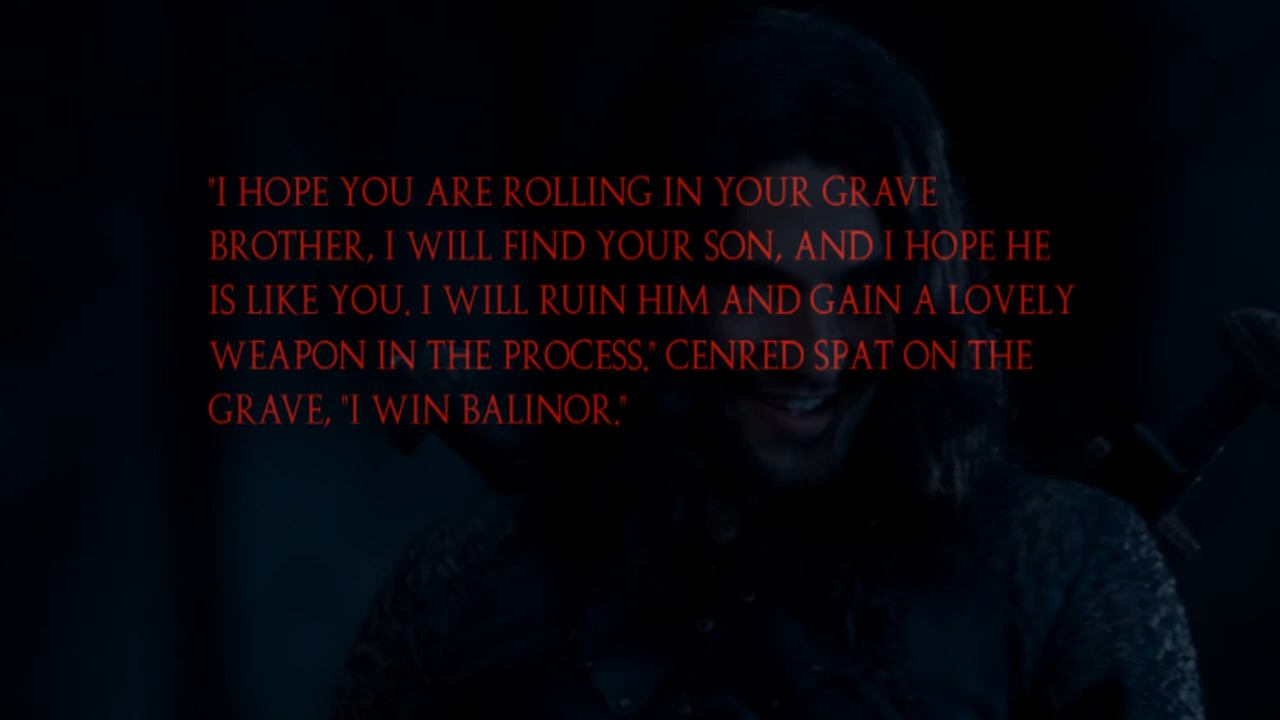 "I HOPE YOU ARE ROLLING IN YOUR GRAVE
BROTHER, I WILL FIND YOUR SON, AND I HOPE HE
IS LIKE YOU. I WILL RUIN HIM AND GAIN A LOVELY
WEAPON IN THE PROCESS." CENRED SPAT ON THE
GRAVE, "I WIN BALINOR."